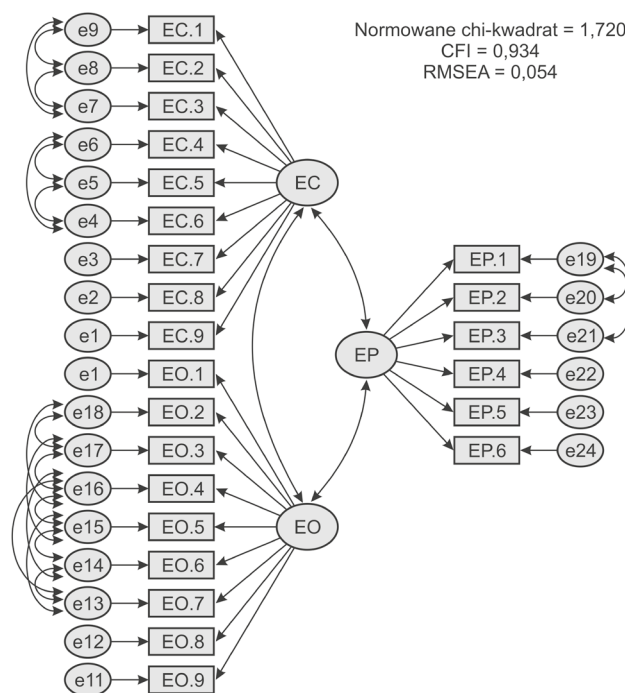 Normowane chi-kwadrat = 1,720
CFI = 0,934
RMSEA = 0,054
e9 EC.1
e8 EC.2
e7 EC.3
e6 EC.4
e5 EC.5
e4 EC.6
e3 EC.7
e2 EC.8
e1 EC.9
EC
e1 EO.1
e18 EO.2
e17 EO.3
e16 EO.4
e15 EO.5
e14 EO.6
e13 EO.7
e12 EO.8
e11 EO.9
EO
EP
EP.1 e19
EP.2 e20
EP.3 e21
EP.4 e22
EP.5 e23
EP.6 e24